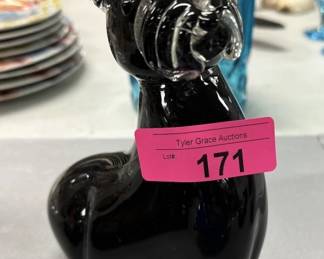 Tyler Grace Auctions
Lot# 171